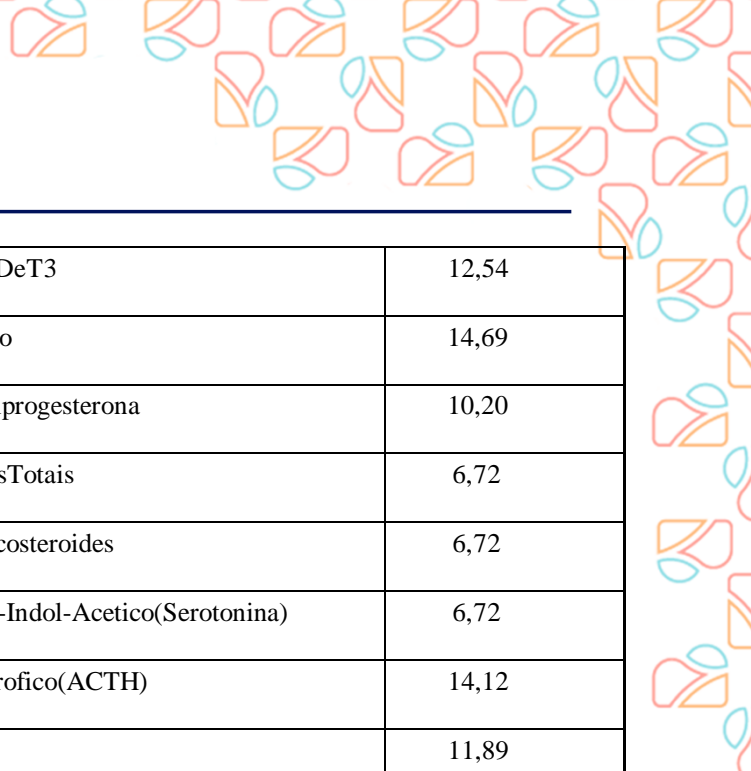 DeT3 12,54
o 14,69
progesterona 10,20
sTotais 6,72
costeroides 6,72
-Indol-Acetico(Serotonina) 6,72
rofico(ACTH) 14,12
11,89